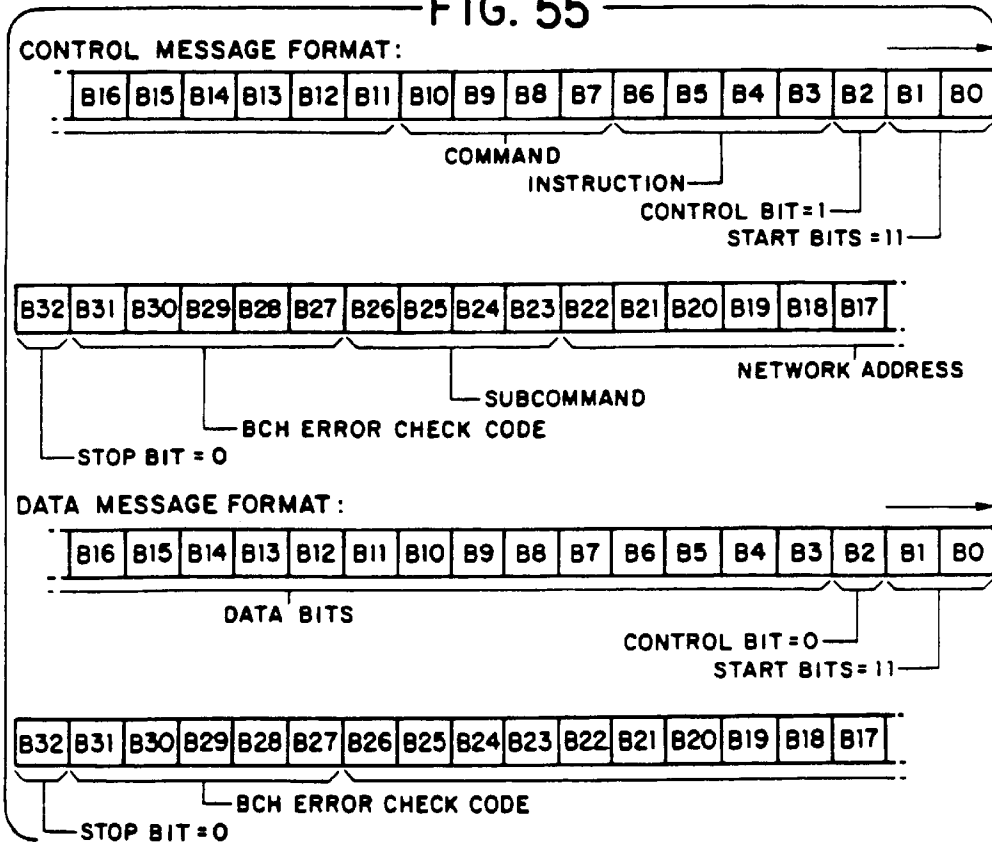 FIG. 55
CONTROL MESSAGE FORMAT:
B16 B15 B14 B13 B12 B11 B10 B9 B8 B7 B6 B5 B4 B3 B2 B1 B0
COMMAND
INSTRUCTION
CONTROL BIT=1
START BITS =11
B32 B31 B30 B29 B28 B27 B26 B25 B24 B23 B22 B21 B20 B19 B18 B17
NETWORK ADDRESS
SUBCOMMAND
BCH ERROR CHECK CODE
STOP BIT = 0
DATA MESSAGE FORMAT:
B16 B15 B14 B13 B12 B11 B10 B9 B8 B7 B6 B5 B4 B3 B2 B1 B0
DATA BITS
CONTROL BIT=0
START BITS=11
B32 B31 B30 B29 B28 B27 B26 B25 B24 B23 B22 B21 B20 B19 B18 B17
BCH ERROR CHECK CODE
STOP BIT = 0